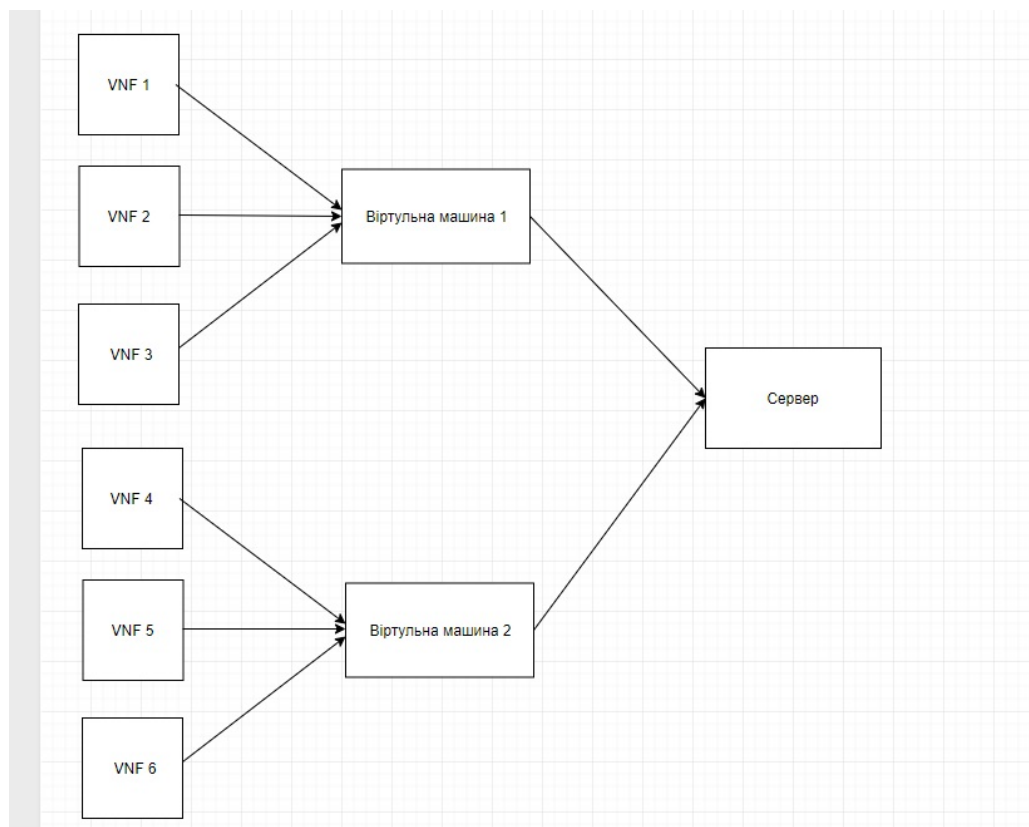 VNF 1
VNF 2
VNF 3
Віртульна машина 1
Сервер
VNF 4
VNF 5
VNF 6
Віртульна машина 2